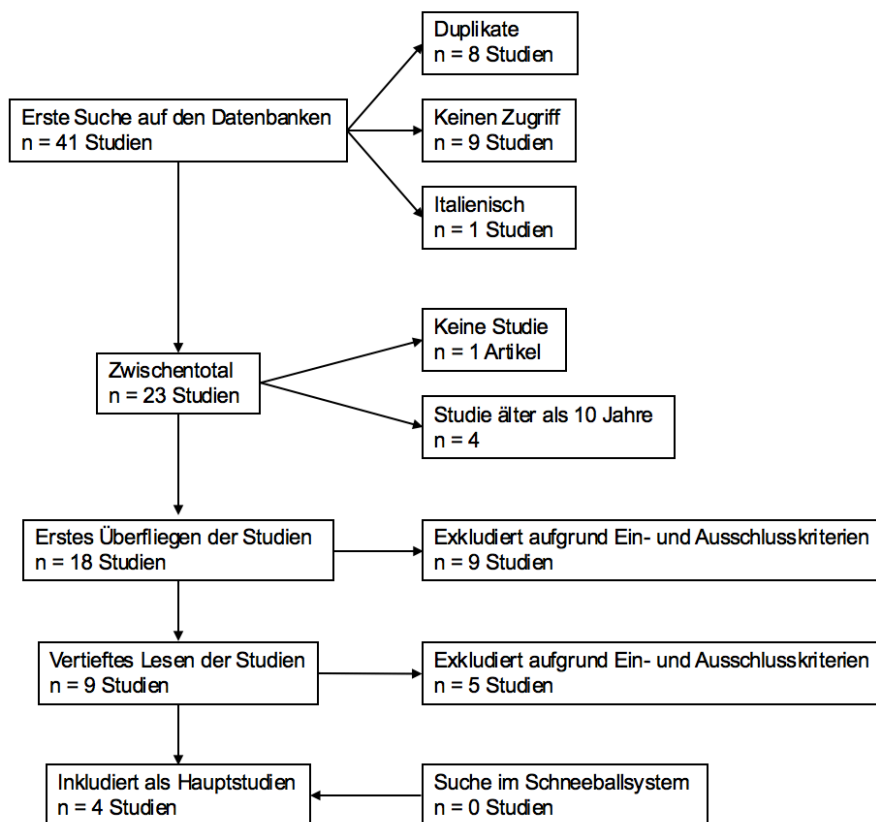 Duplikate
n = 8 Studien
Erste Suche auf den Datenbanken
n = 41 Studien
Keinen Zugriff
n = 9 Studien
Italienisch
n = 1 Studien
Zwischentotal
n = 23 Studien
Keine Studie
n = 1 Artikel
Studie älter als 10 Jahre
n = 4
Erstes Überfliegen der Studien
n = 18 Studien
Exkludiert aufgrund Ein- und Ausschlusskriterien
n = 9 Studien
Vertieftes Lesen der Studien
n = 9 Studien
Exkludiert aufgrund Ein- und Ausschlusskriterien
n = 5 Studien
Inkludiert als Hauptstudien
n = 4 Studien
Suche im Schneeballsystem
n = 0 Studien